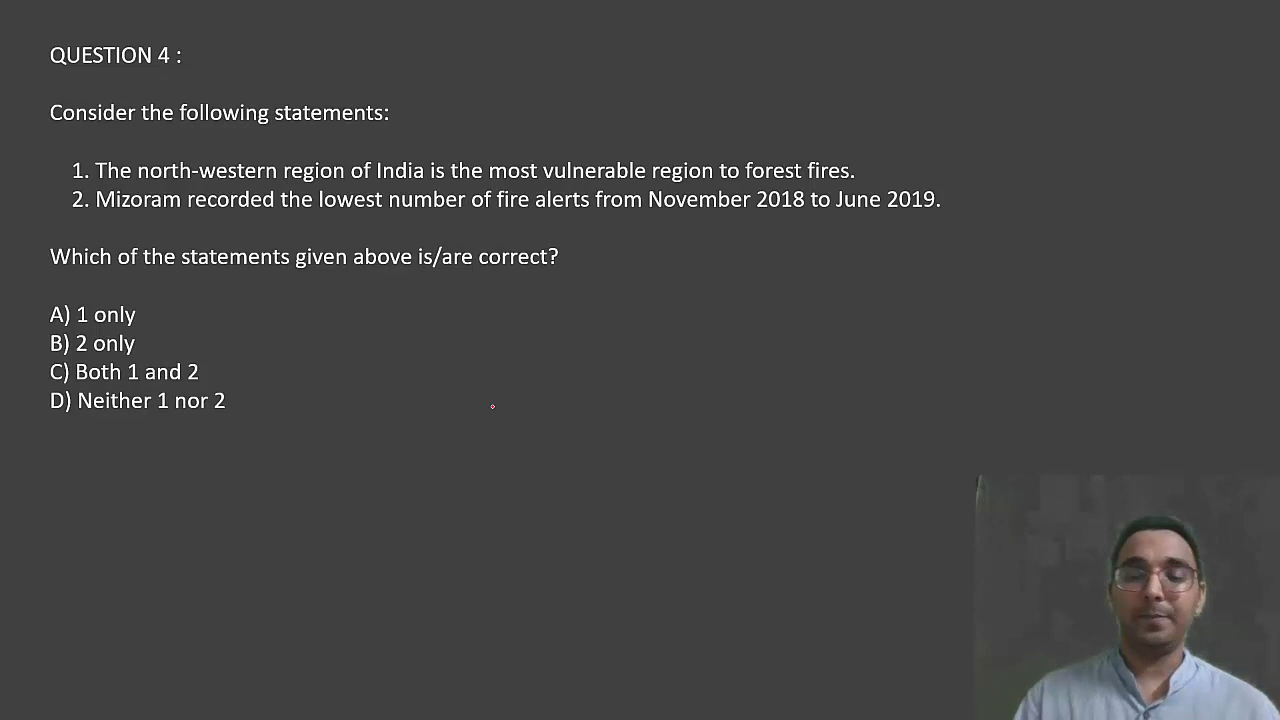 QUESTION 4 :
Consider the following statements:
1. The north-western region of India is the most vulnerable region to forest fires.
2. Mizoram recorded the lowest number of fire alerts from November 2018 to June 2019.
Which of the statements given above is/are correct?
A) 1 only
B) 2 only
C) Both 1 and 2
D) Neither 1 nor 2